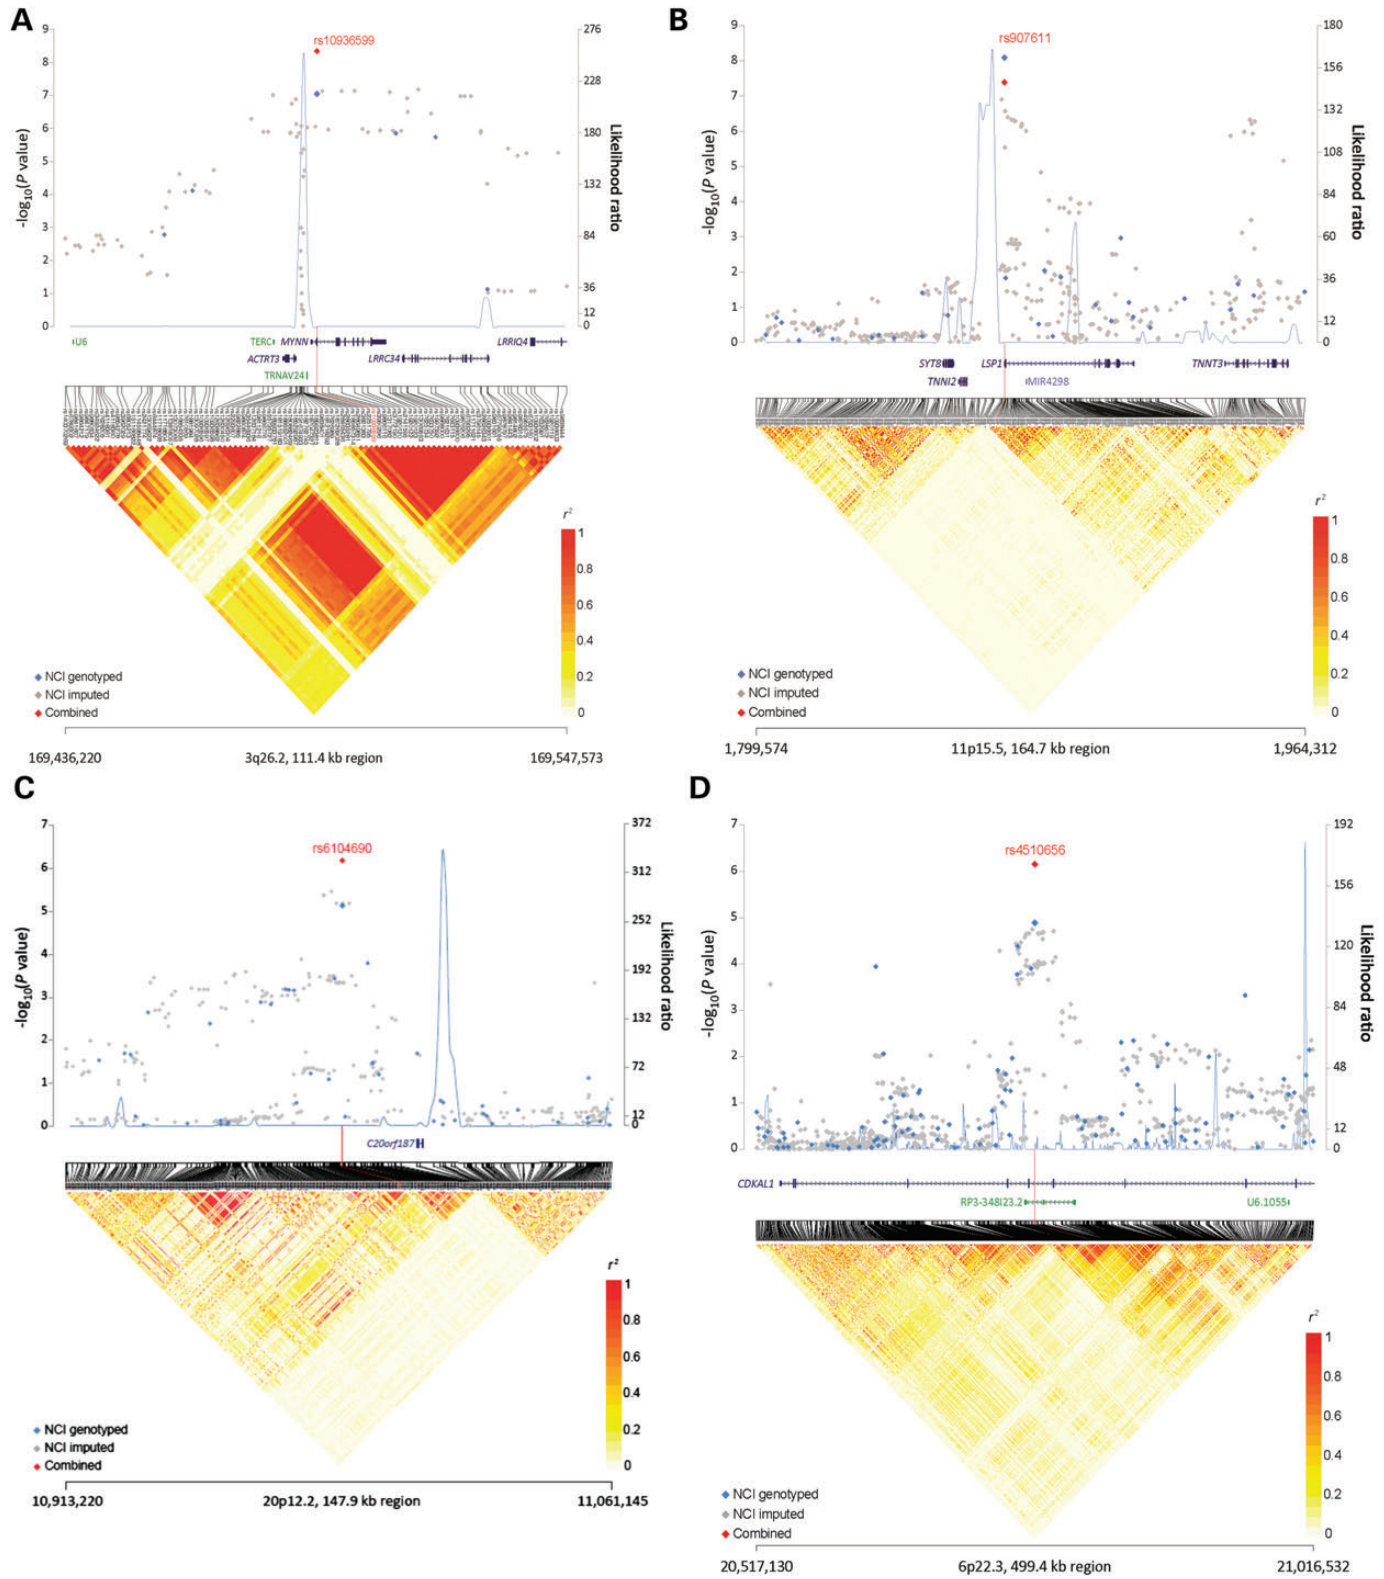 A
rs10936599
9
8
7
6
5
4
3
2
1
0
-log10(P value)
276
228
180
132
84
36
12
0
Likelihood ratio
U6
TERC
MYNN
LRRIQ4
ACTRT3
LRRC34
TRNAV24
r2
1
0.8
0.6
0.4
0.2
0
NCI genotyped
NCI imputed
Combined
169,436,220
3q26.2, 111.4 kb region
169,547,573
B
rs907611
9
8
7
6
5
4
3
2
1
0
-log10(P value)
180
156
132
108
84
60
36
12
0
Likelihood ratio
SYT8
LSP1
TNNT3
TNNI2
MIR4298
r2
1
0.8
0.6
0.4
0.2
0
NCI genotyped
NCI imputed
Combined
1,799,574
11p15.5, 164.7 kb region
1,964,312
C
rs6104690
7
6
5
4
3
2
1
0
-log10(P value)
372
312
252
192
132
72
12
0
Likelihood ratio
C20orf187
r2
1
0.8
0.6
0.4
0.2
0
NCI genotyped
NCI imputed
Combined
10,913,220
20p12.2, 147.9 kb region
11,061,145
D
rs4510656
7
6
5
4
3
2
1
0
-log10(P value)
192
156
120
84
48
12
0
Likelihood ratio
CDKAL1
RP3-348I23.2
U6.1055
r2
1
0.8
0.6
0.4
0.2
0
NCI genotyped
NCI imputed
Combined
20,517,130
6p22.3, 499.4 kb region
21,016,532